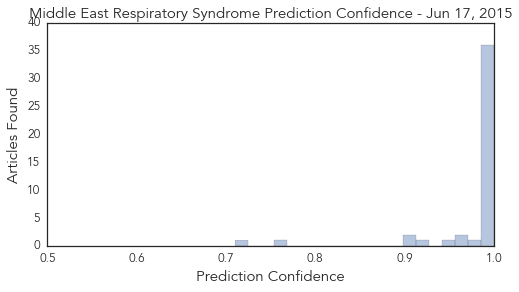 Middle East Respiratory Syndrome Prediction Confidence - Jun 17, 2015
40
35
30
25
20
15
10
5
0
Articles Found
0.5 0.6 0.7 0.8 0.9 1.0
Prediction Confidence